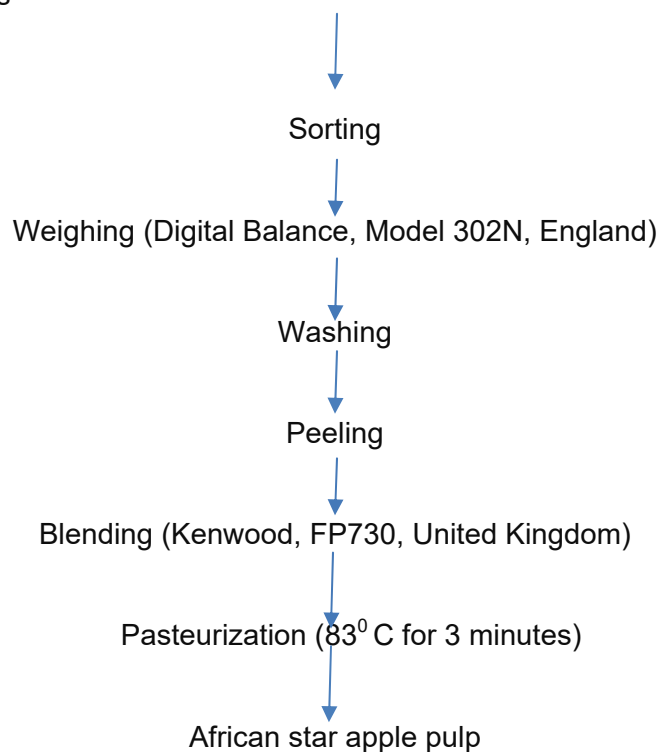 Sorting
Weighing (Digital Balance, Model 302N, England)
Washing
Peeling
Blending (Kenwood, FP730, United Kingdom)
Pasteurization (83⁰ C for 3 minutes)
African star apple pulp